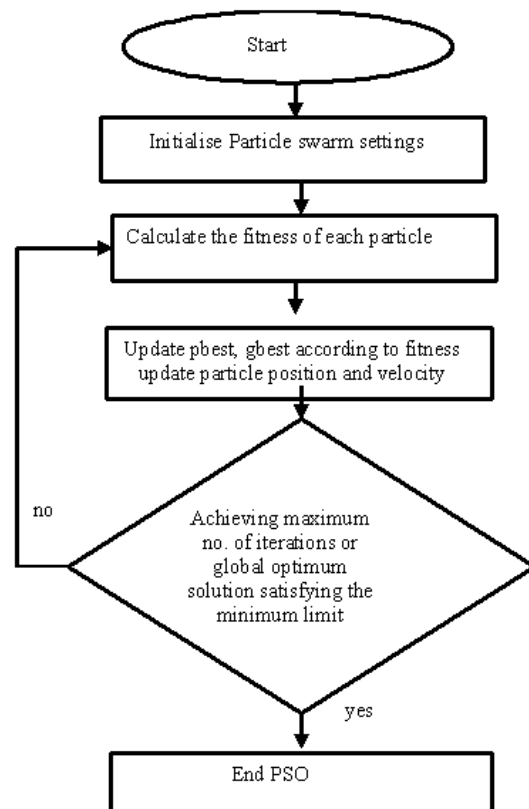 Start
Initialise Particle swarm settings
Calculate the fitness of each particle
Update pbest, gbest according to fitness
update particle position and velocity
no
Achieving maximum
no. of iterations or
global optimum
solution satisfying the
minimum limit
yes
End PSO